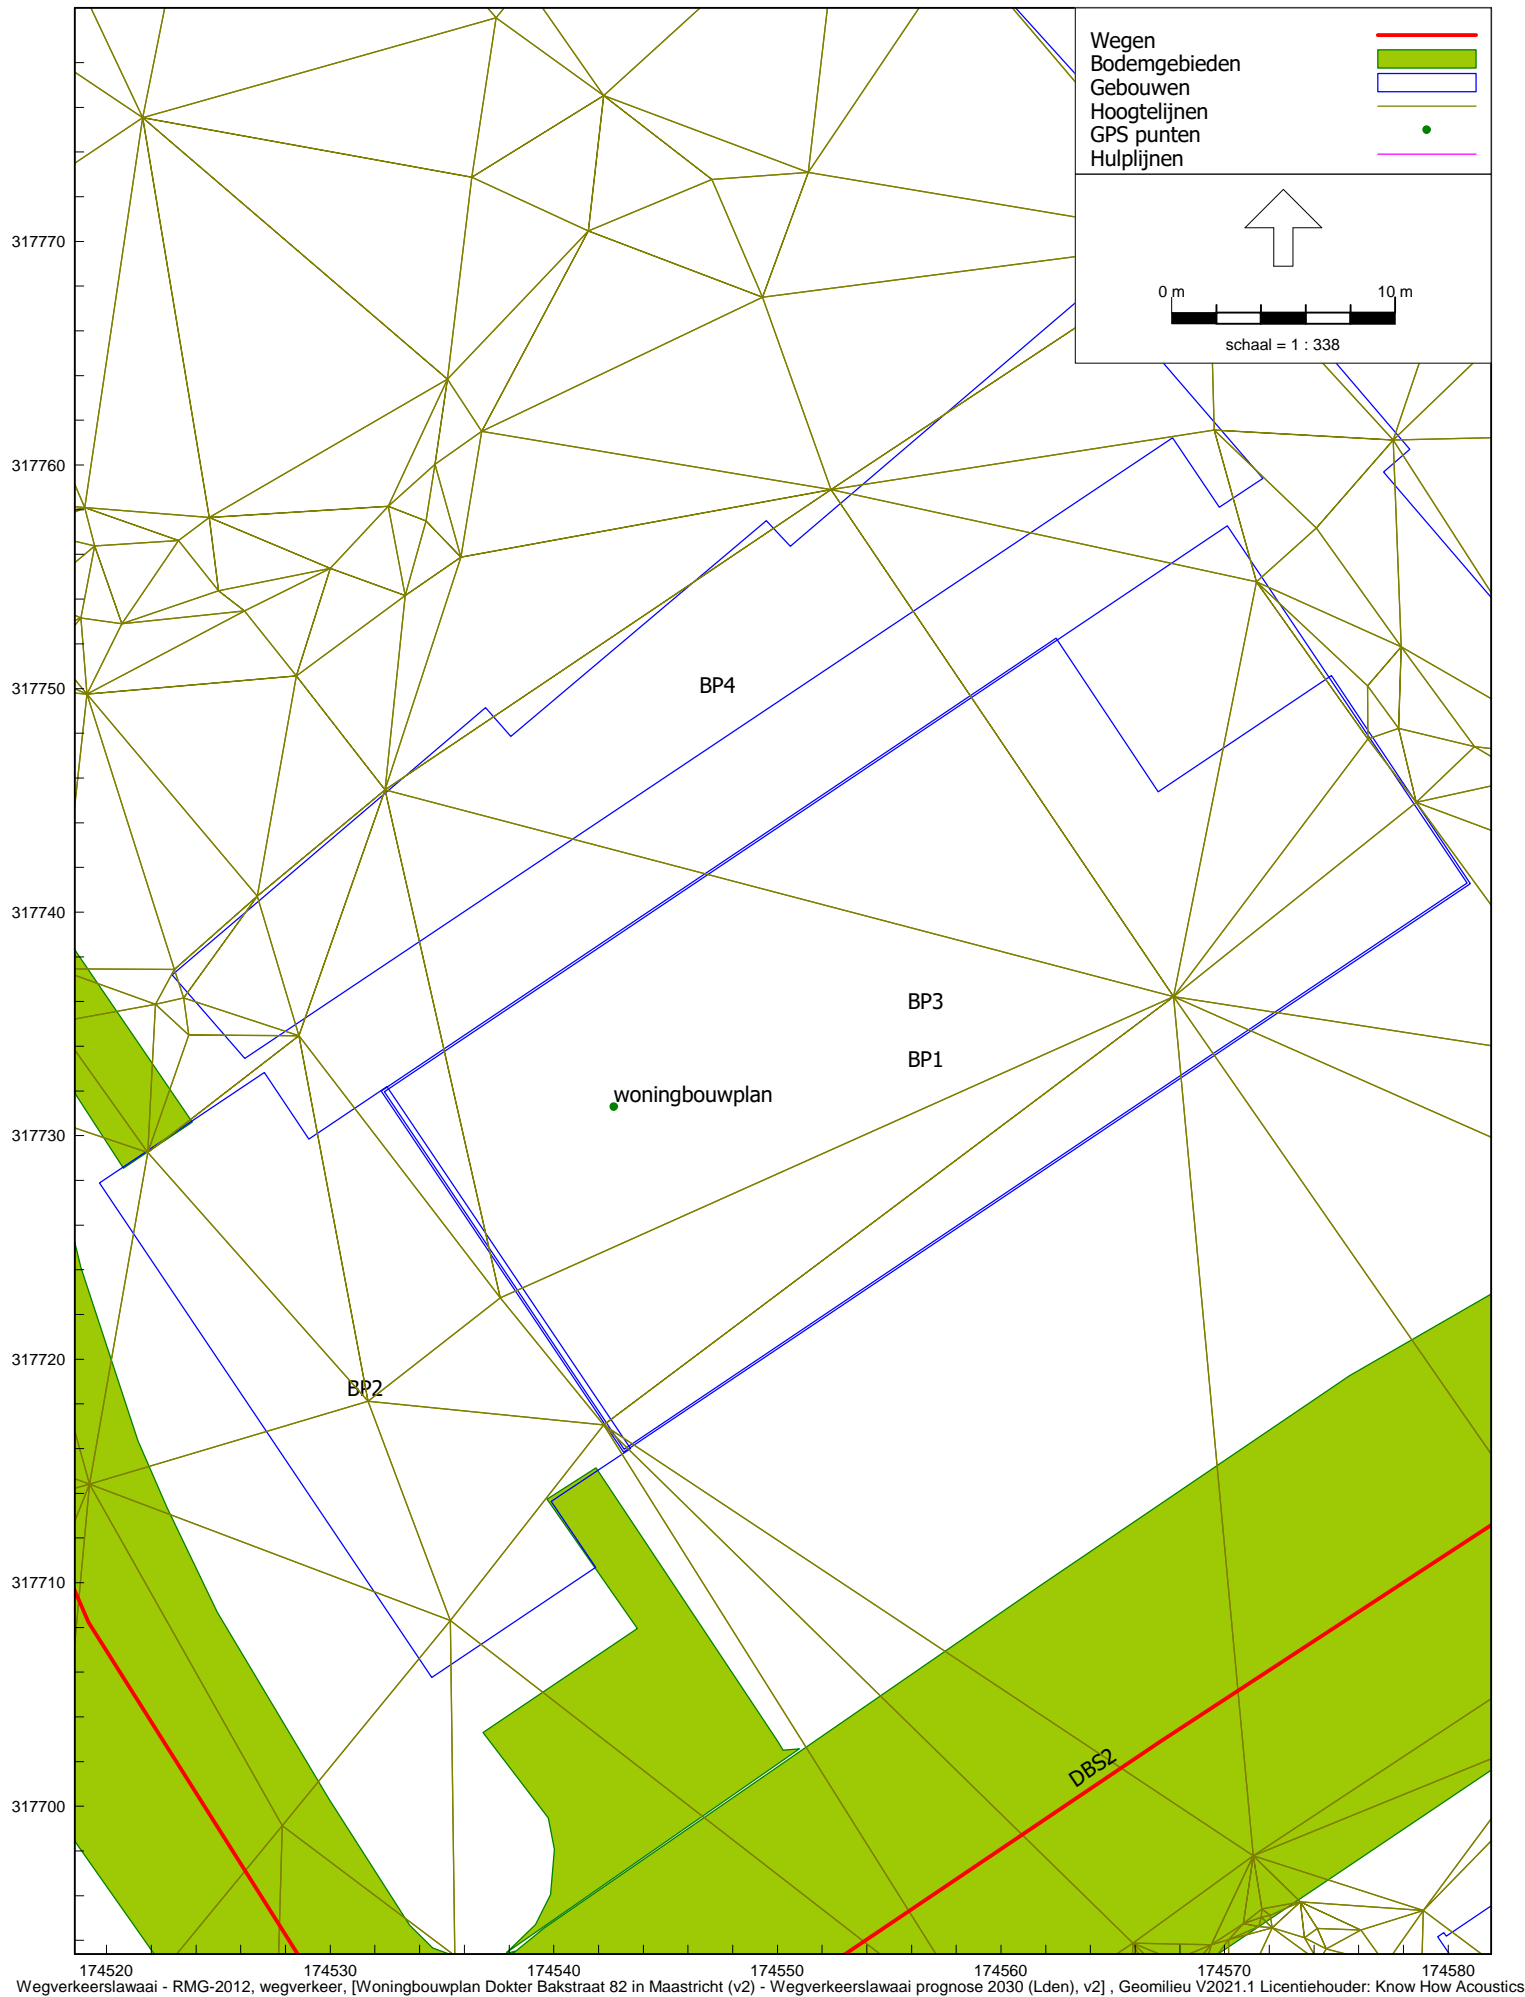 Wegen
Bodemgebieden
Gebouwen
Hoogtelijnen
GPS punten
Hulplijnen
0 m 10 m
schaal = 1 : 338
317770
317760
317750
317740
317730
317720
317710
317700
BP4
BP3
BP1
woningbouwplan
BP2
DBS2
174520 174530 174540 174550 174560 174570 174580
Wegverkeerslawaai - RMG-2012, wegverkeer, [Woningbouwplan Dokter Bakstraat 82 in Maastricht (v2) - Wegverkeerslawaai prognose 2030 (Lden), v2] , Geomilieu V2021.1 Licentiehouder: Know How Acoustics